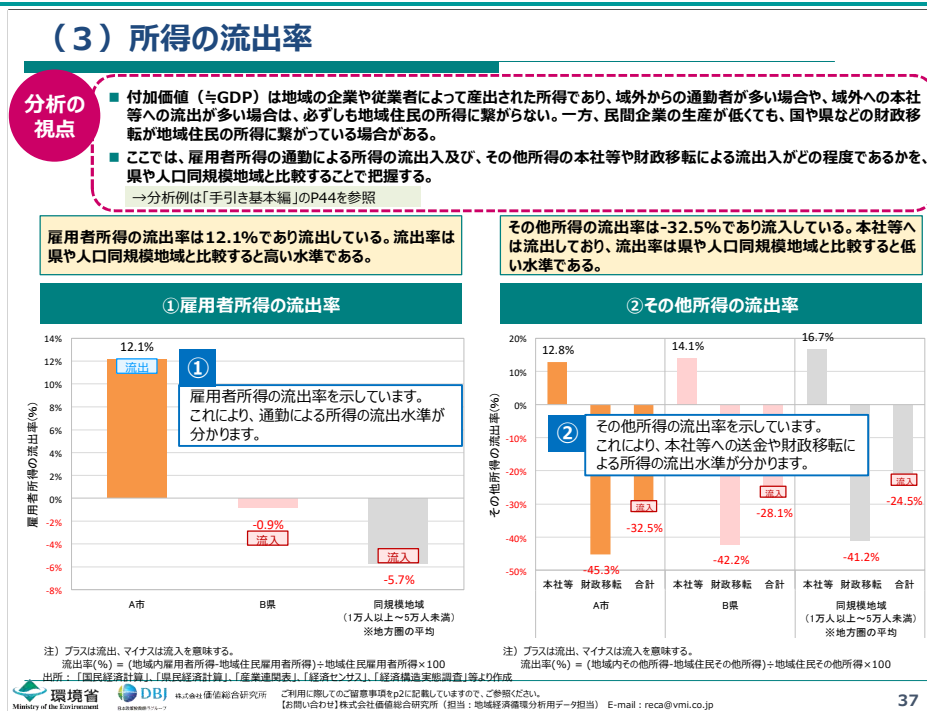 （３）所得の流出率
分析の
視点
■ 付加価値（≒GDP）は地域の企業や従業者によって産出された所得であり、域外からの通勤者が多い場合や、域外への本社
等への流出が多い場合は、必ずしも地域住民の所得に繋がらない。一方、民間企業の生産が低くても、国や県などの財政移
転が地域住民の所得に繋がっている場合がある。
■ ここでは、雇用者所得の通勤による所得の流出入及び、その他所得の本社等や財政移転による流出入がどの程度であるかを、
県や人口同規模地域と比較することで把握する。
→分析例は「手引き基本編」のP44を参照
雇用者所得の流出率は12.1%であり流出している。流出率は
県や人口同規模地域と比較すると高い水準である。
①雇用者所得の流出率
雇用者所得の流出率(%)
14%
12%
10%
8%
6%
4%
2%
0%
-2%
-4%
-6%
-8%
12.1%
流出
①
雇用者所得の流出率を示しています。
これにより、通勤による所得の流出水準が
分かります。
-0.9%
流入
流入
-5.7%
A市
B県
同規模地域
（1万人以上～5万人未満）
※地方圏の平均
注）プラスは流出、マイナスは流入を意味する。
流出率(%) = (地域内雇用者所得-地域住民雇用者所得)÷地域住民雇用者所得×100
出所：「国民経済計算」、「県民経済計算」、「産業連関表」、「経済センサス」、「経済構造実態調査」等より作成
その他所得の流出率は-32.5%であり流入している。本社等へ
は流出しており、流出率は県や人口同規模地域と比較すると低
い水準である。
②その他所得の流出率
その他所得の流出率(%)
20%
10%
0%
-10%
-20%
-30%
-40%
-50%
12.8%
14.1%
16.7%
②
その他所得の流出率を示しています。
これにより、本社等への送金や財政移転に
よる所得の流出水準が分かります。
流入
-32.5%
-45.3%
流入
-28.1%
-42.2%
流入
-24.5%
-41.2%
本社等 財政移転 合計 本社等 財政移転 合計 本社等 財政移転 合計
A市
B県
同規模地域
（1万人以上～5万人未満）
※地方圏の平均
注）プラスは流出、マイナスは流入を意味する。
流出率(%) = (地域内その他所得-地域住民その他所得)÷地域住民その他所得×100
環境省
Ministry of the Environment
DBJ
日本政策投資銀行グループ
株式会社価値総合研究所
ご利用に際してのご留意事項をp2に記載していますので、ご参照ください。
【お問い合わせ】株式会社価値総合研究所（担当：地域経済循環分析用データ担当） E-mail：reca@vmi.co.jp
37